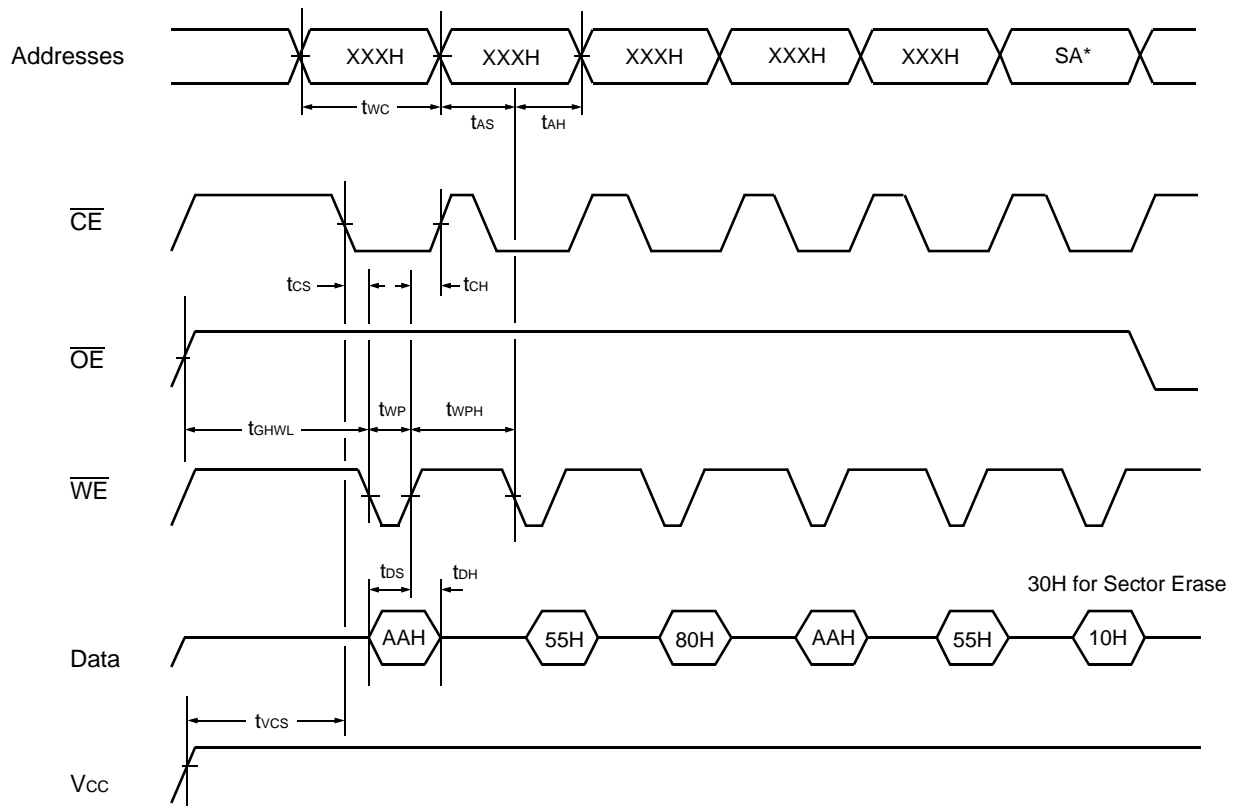 Addresses
XXXH XXXH XXXH XXXH XXXH SA*
tWC tAS tAH
CE
tCS tCH
OE
tGHWL tWP tWPH
WE
tDS tDH
30H for Sector Erase
Data
AAH 55H 80H AAH 55H 10H
tVCS
VCC